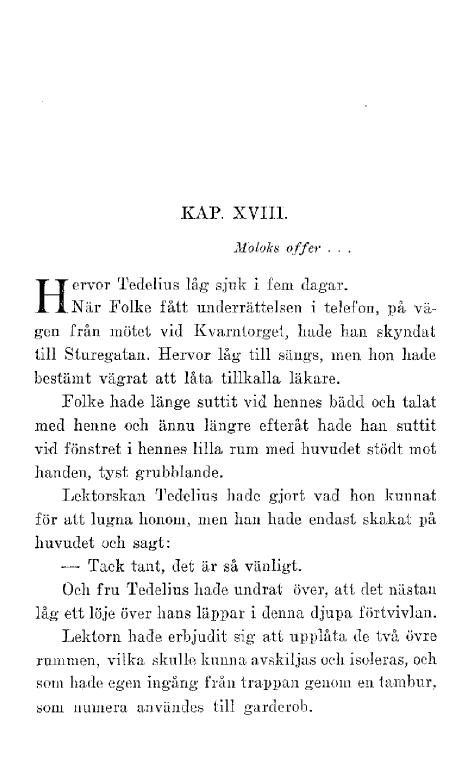 KAP. XVIII.
Moloks offer . . .
Hervor Tedelius låg sjuk i fem dagar.
När Folke fått underrättelsen i telefon, på vä-
gen från mötet vid Kvarntorget, hade han skyndat
till Sturegatan. Hervor låg till sängs, men hon hade
bestämt vägrat att låta tillkalla läkare.
Folke hade länge suttit vid hennes bädd och talat
med henne och ännu längre efteråt hade han suttit
vid fönstret i hennes lilla rum med huvudet stödt mot
handen, tyst grubblande.
Lektorskan Tedelius hade gjort vad hon kunnat
för att lugna honom, men han hade endast skakat på
huvudet och sagt:
— Tack tant, det är så vänligt.
Och fru Tedelius hade undrat över, att det nästan
låg ett löje över hans läppar i denna djupa förtvivlan.
Lektorn hade erbjudit sig att upplåta de två övre
rummen, vilka skulle kunna avskiljas och isoleras, och
som hade egen ingång från trappan genom en tambur,
som numera användes till garderob.